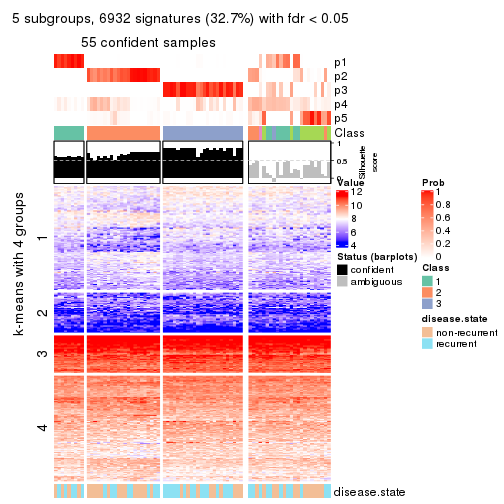 5 subgroups, 6932 signatures (32.7%) with fdr < 0.05
55 confident samples
p1
p2
p3
p4
p5
Class
1
0.5
0
Silhouette
score
k-means with 4 groups
1
2
3
4
disease.state
Value
12
10
8
6
4
Status (barplots)
confident
ambiguous
Prob
1
0.8
0.6
0.4
0.2
0
Class
1
2
3
disease.state
non-recurrent
recurrent